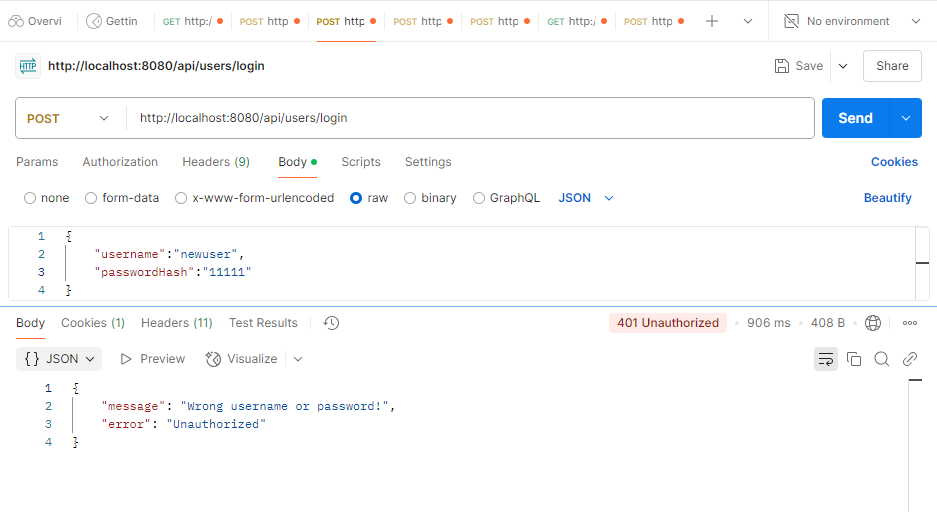 Overvi Gettin GET http:/ POST http POST http POST http POST http GET http:/ POST http No environment
HTTP http://localhost:8080/api/users/login Save Share
POST http://localhost:8080/api/users/login Send
Params Authorization Headers (9) Body Scripts Settings Cookies
none form-data x-www-form-urlencoded raw binary GraphQL JSON Beautify
1 {
2 "username":"newuser",
3 "passwordHash":"11111"
4 }
Body Cookies (1) Headers (11) Test Results 401 Unauthorized 906 ms 408 B
{} JSON Preview Visualize
1 {
2 "message": "Wrong username or password!",
3 "error": "Unauthorized"
4 }